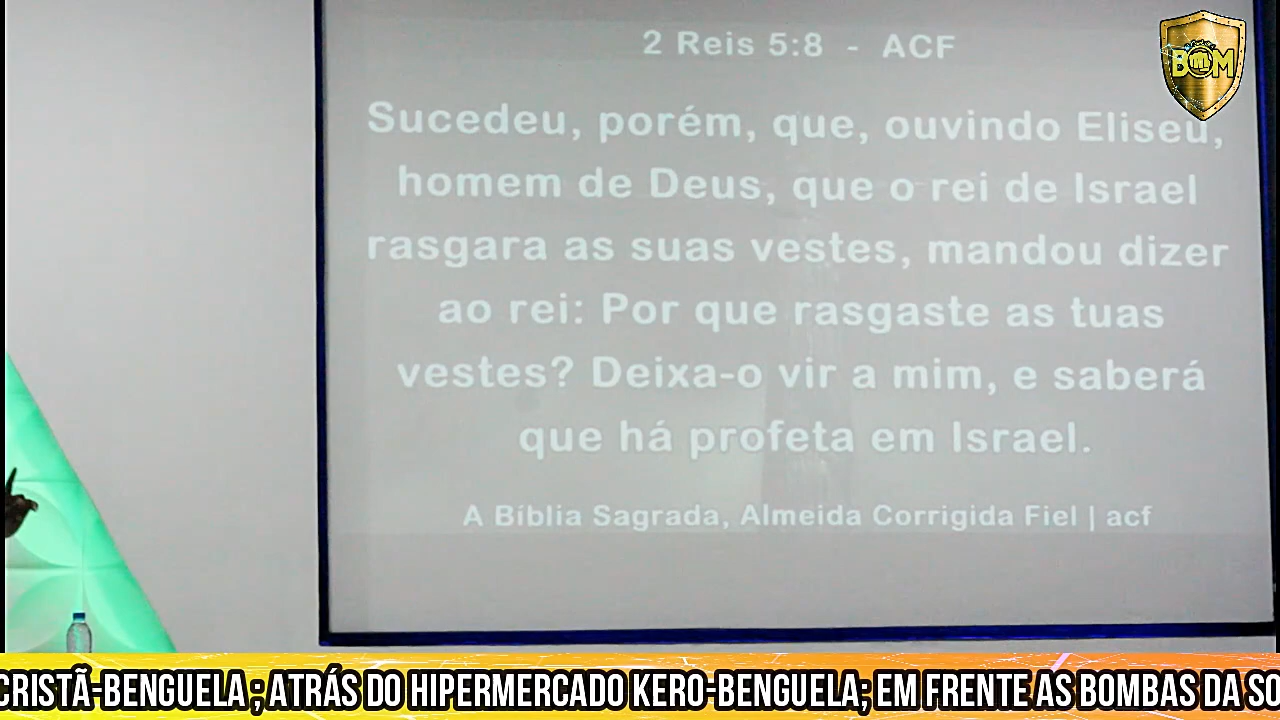 2 Reis 5:8 - ACF
Sucedeu, porém, que, ouvindo Eliseu,
homem de Deus, que o rei de Israel
rasgara as suas vestes, mandou dizer
ao rei: Por que rasgaste as tuas
vestes? Deixa-o vir a mim, e saberá
que há profeta em Israel.
A Bíblia Sagrada, Almeida Corrigida Fiel | acf
BOM
CRISTÃ-BENGUELA ; ATRÁS DO HIPERMERCADO KERO-BENGUELA; EM FRENTE AS BOMBAS DA SO